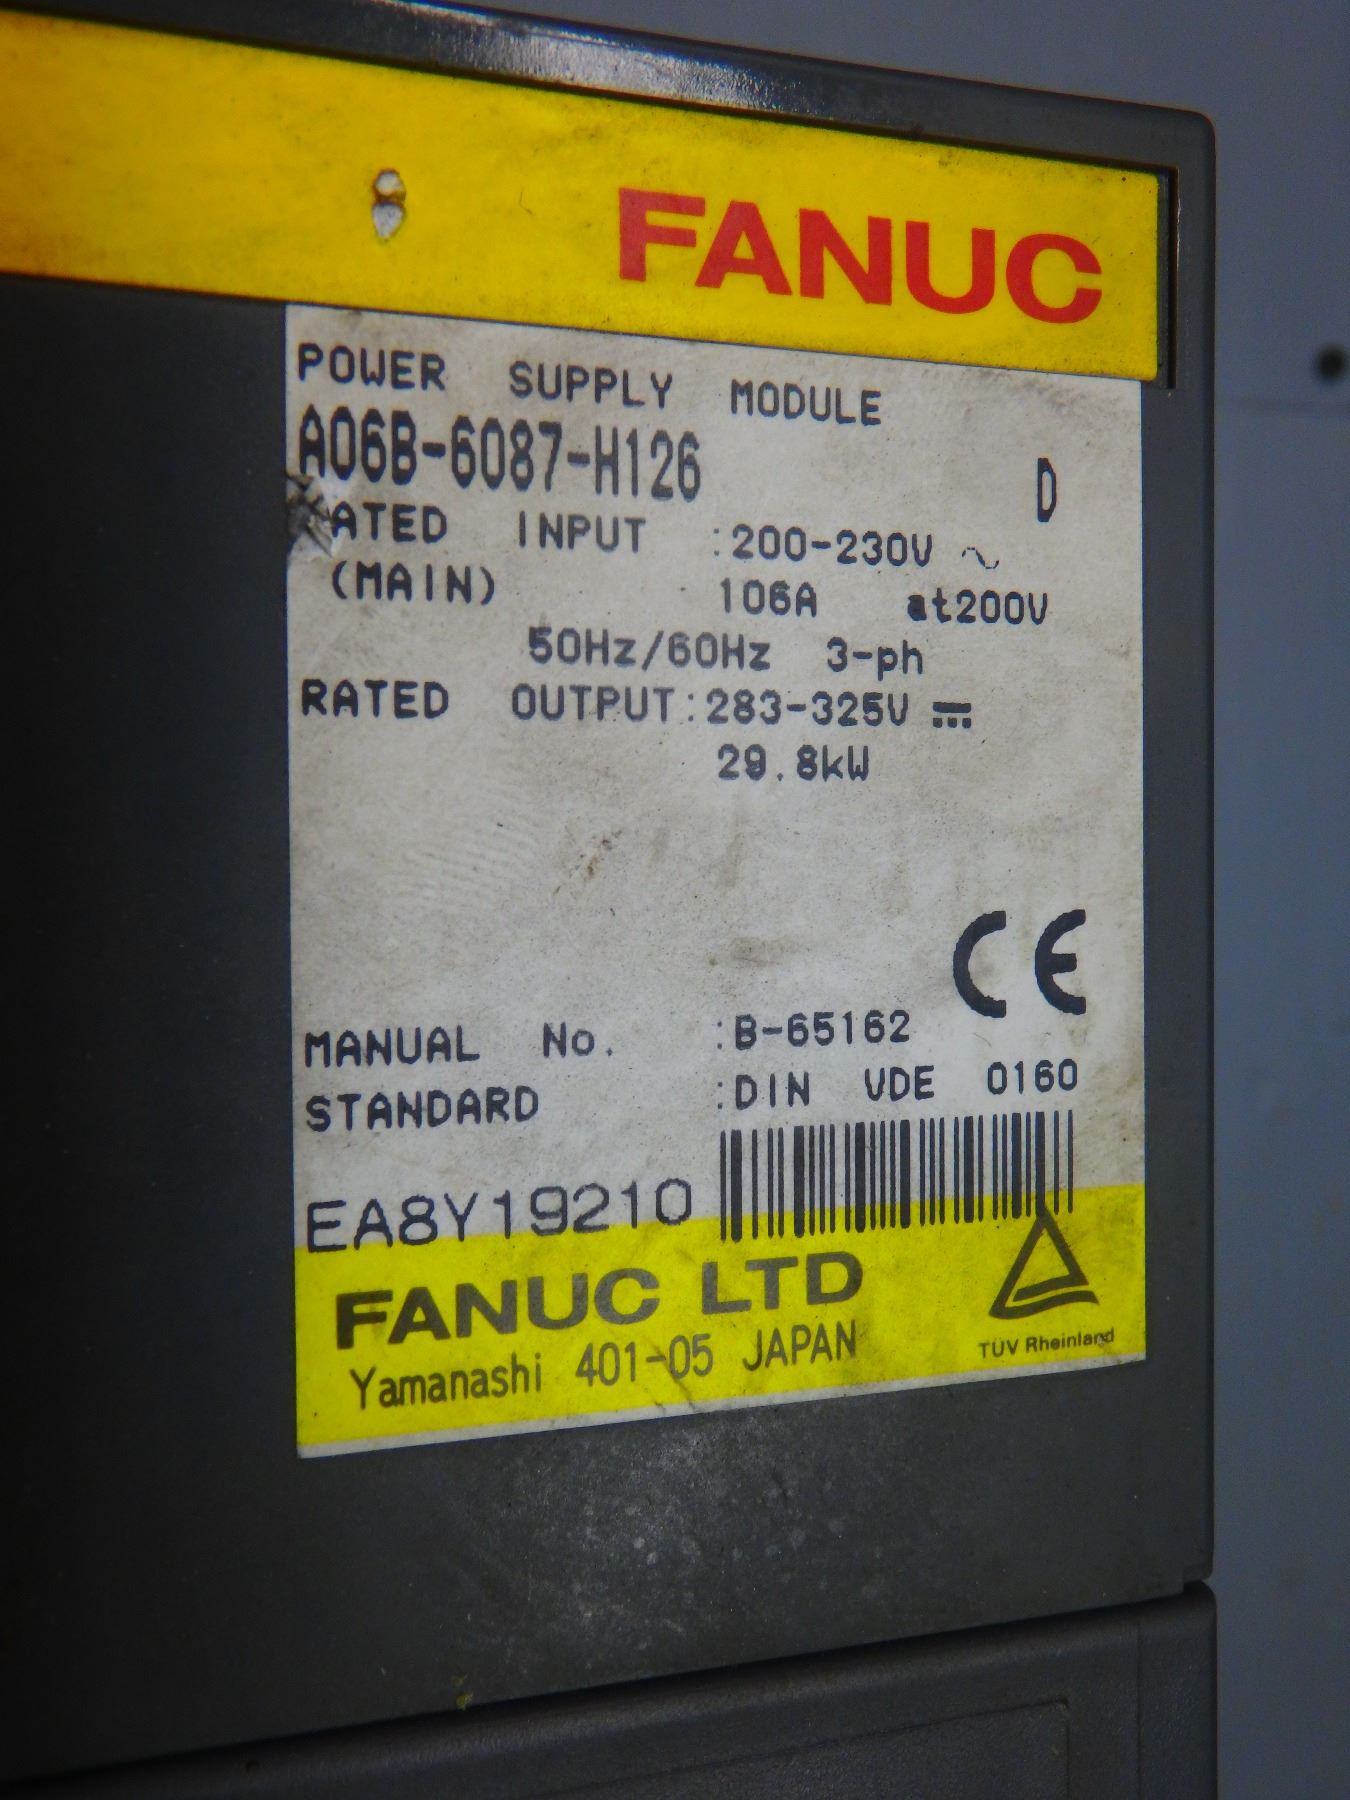 FANUC
POWER SUPPLY MODULE
A06B-6087-H126 D
ATED INPUT :200-230V ∿
(MAIN) 106A at200V
50Hz/60Hz 3-ph
RATED OUTPUT:283-325V ⎓
29.8kW
CE
MANUAL No. :B-65162
STANDARD :DIN VDE 0160
EA8Y19210
FANUC LTD
Yamanashi 401-05 JAPAN
TÜV Rheinland